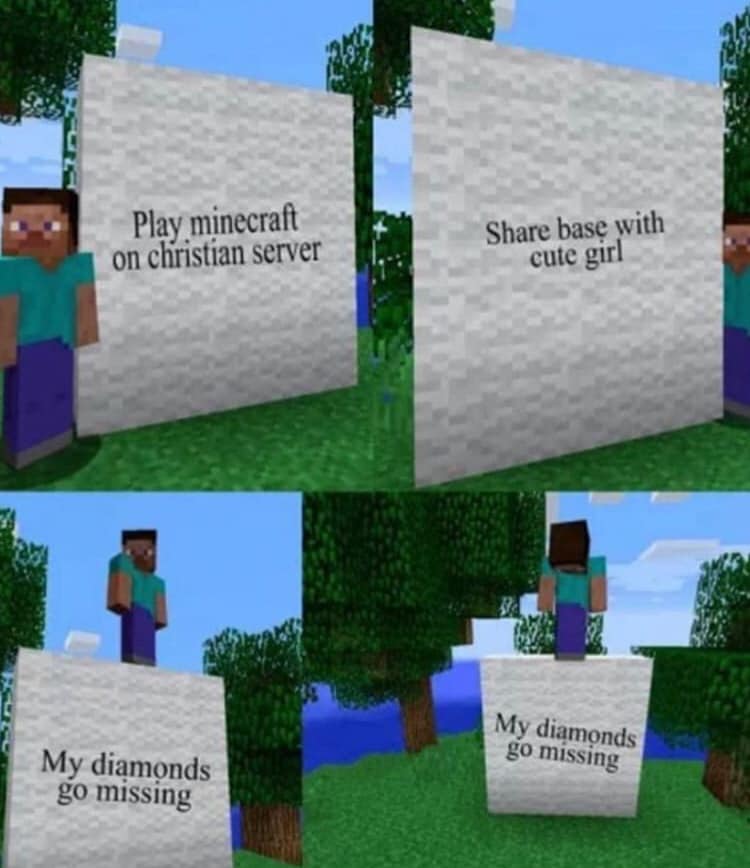 Play minecraft
on christian server
Share base with
cute girl
My diamonds
go missing
My diamonds
go missing